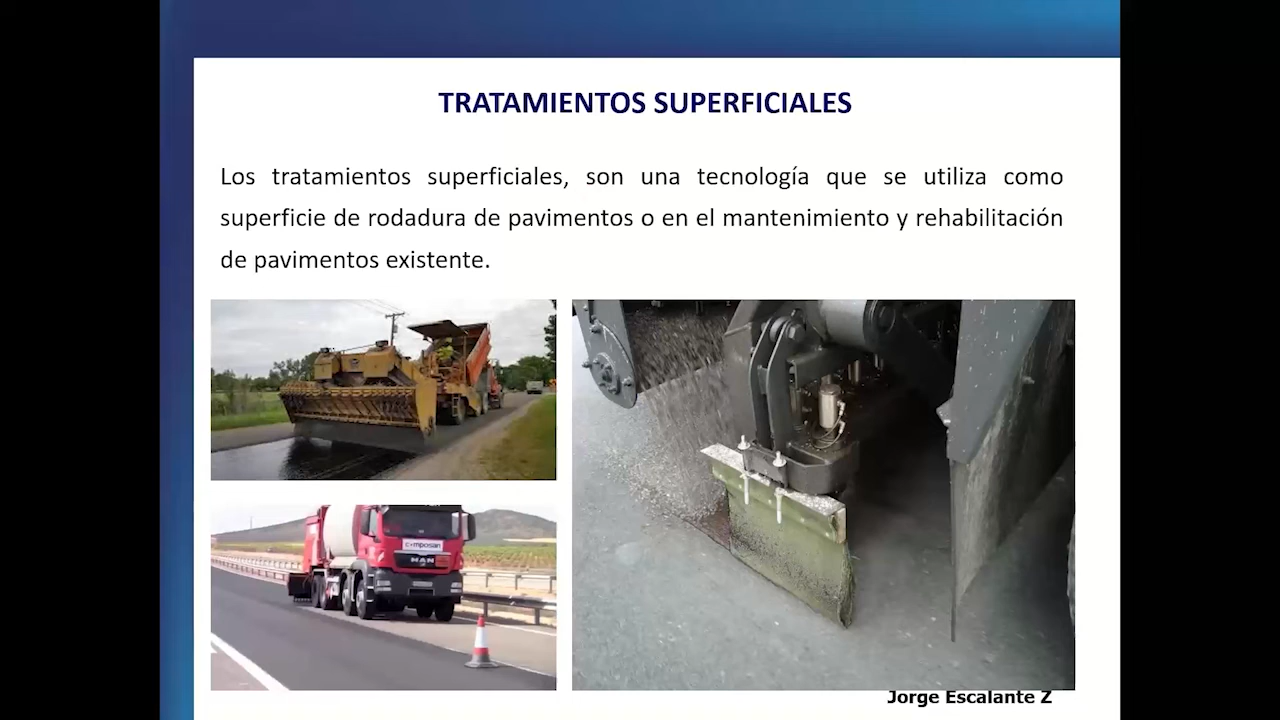 TRATAMIENTOS SUPERFICIALES
Los tratamientos superficiales, son una tecnología que se utiliza como
superficie de rodadura de pavimentos o en el mantenimiento y rehabilitación
de pavimentos existente.
composan
MAN
Jorge Escalante Z